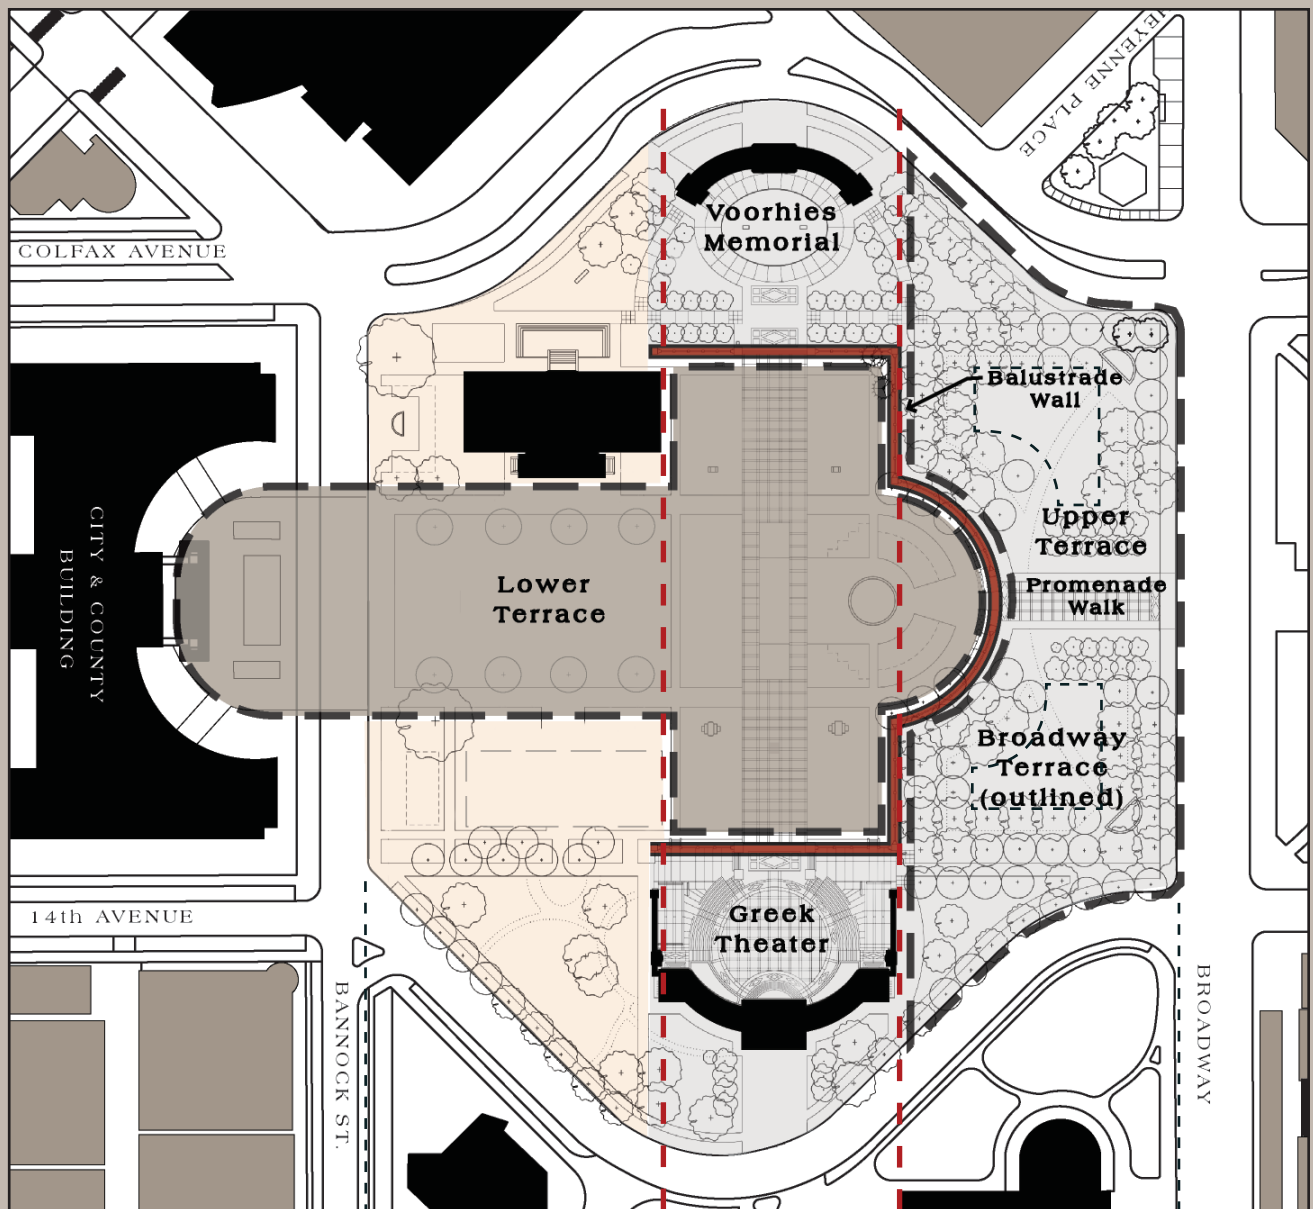 HEYENNE PLACE
COLFAX AVENUE
Voorhies
Memorial
Balustrade
Wall
Upper
Terrace
Promenade
Walk
CITY & COUNTY
BUILDING
Lower
Terrace
Broadway
Terrace
(outlined)
14th AVENUE
Greek
Theater
BANNOCK ST.
BROADWAY